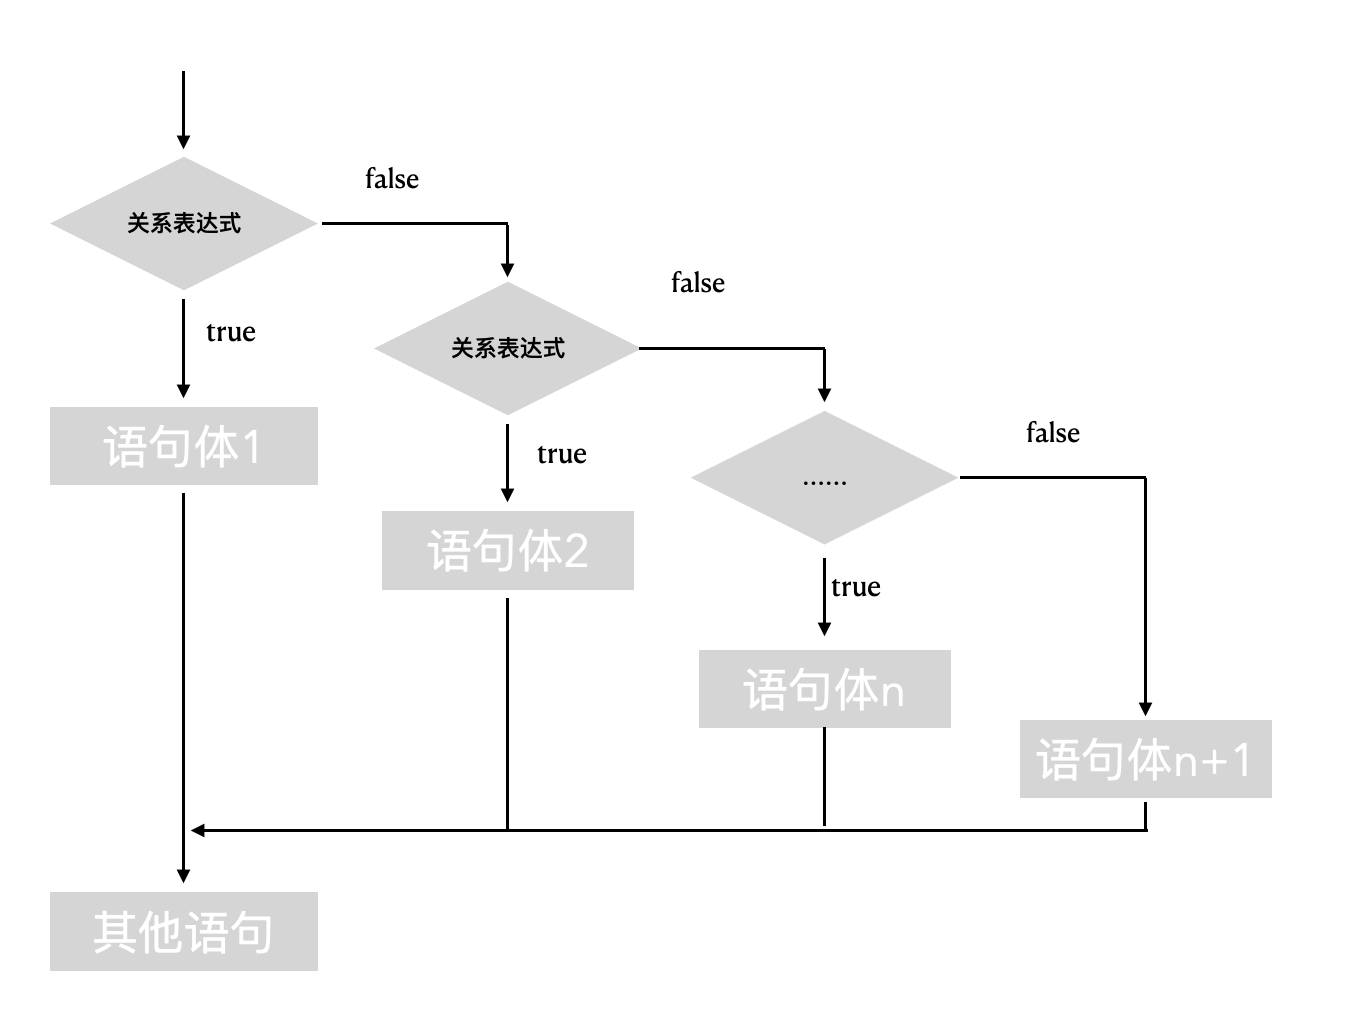 false
关系表达式
false
true
关系表达式
false
语句体1
true
......
语句体2
true
语句体n
语句体n+1
其他语句